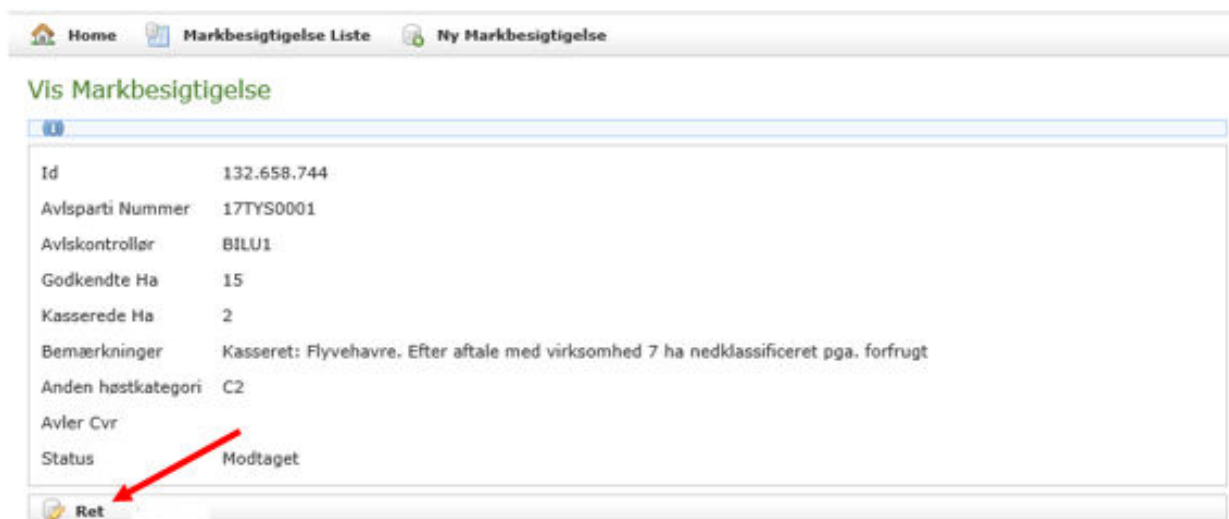 Home Markbesigtigelse Liste Ny Markbesigtigelse
Vis Markbesigtigelse
Id 132.658.744
Avlsparti Nummer 17TYS0001
Avlskontrollør BILU1
Godkendte Ha 15
Kasserede Ha 2
Bemærkninger Kasseret: Flyvehavre. Efter aftale med virksomhed 7 ha nedklassificeret pga. forfrugt
Anden høstkategori C2
Avler Cvr
Status Modtaget
Ret